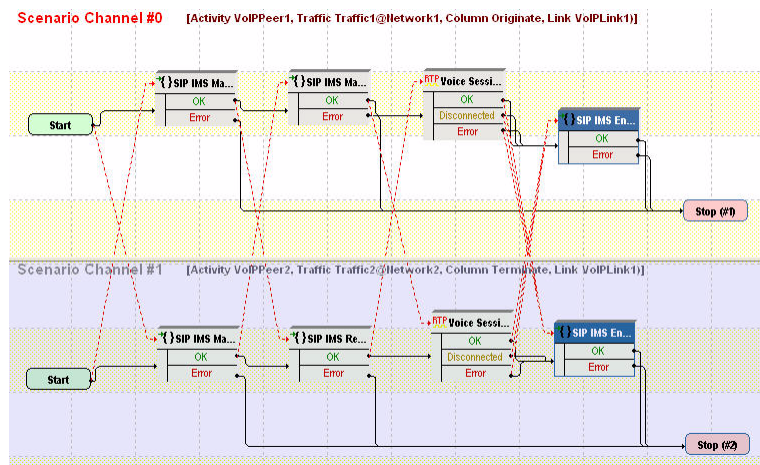 Scenario Channel #0 [Activity VoIPPeer1, Traffic Traffic1@Network1, Column Originate, Link VoIPLink1)]
{}SIP IMS Ma...
OK
Error
{}SIP IMS Ma...
OK
Error
RTP Voice Sessi...
OK
Disconnected
Error
{}SIP IMS En...
OK
Error
Start
Stop (#1)
Scenario Channel #1 [Activity VoIPPeer2, Traffic Traffic2@Network2, Column Terminate, Link VoIPLink1)]
{}SIP IMS Ma...
OK
Error
{}SIP IMS Re...
OK
Error
RTP Voice Sessi...
OK
Disconnected
Error
{}SIP IMS En...
OK
Error
Start
Stop (#2)